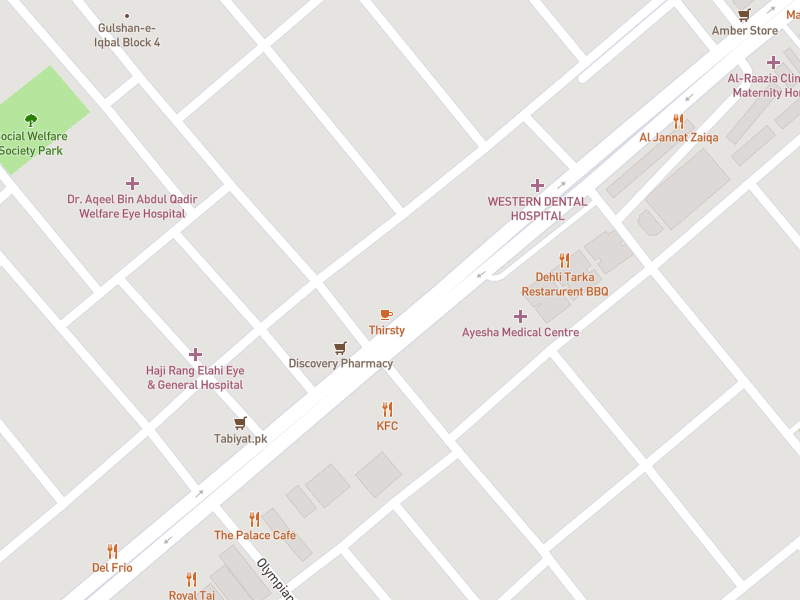 Gulshan-e-
Iqbal Block 4
Amber Store
Ma
Al-Raazia Clin
Maternity Hor
Al Jannat Zaiqa
ocial Welfare
Society Park
Dr. Aqeel Bin Abdul Qadir
Welfare Eye Hospital
WESTERN DENTAL
HOSPITAL
Dehli Tarka
Restarurent BBQ
Ayesha Medical Centre
Thirsty
Discovery Pharmacy
Haji Rang Elahi Eye
& General Hospital
KFC
Tabiyat.pk
The Palace Cafe
Del Frio
Royal Taj
Olympian